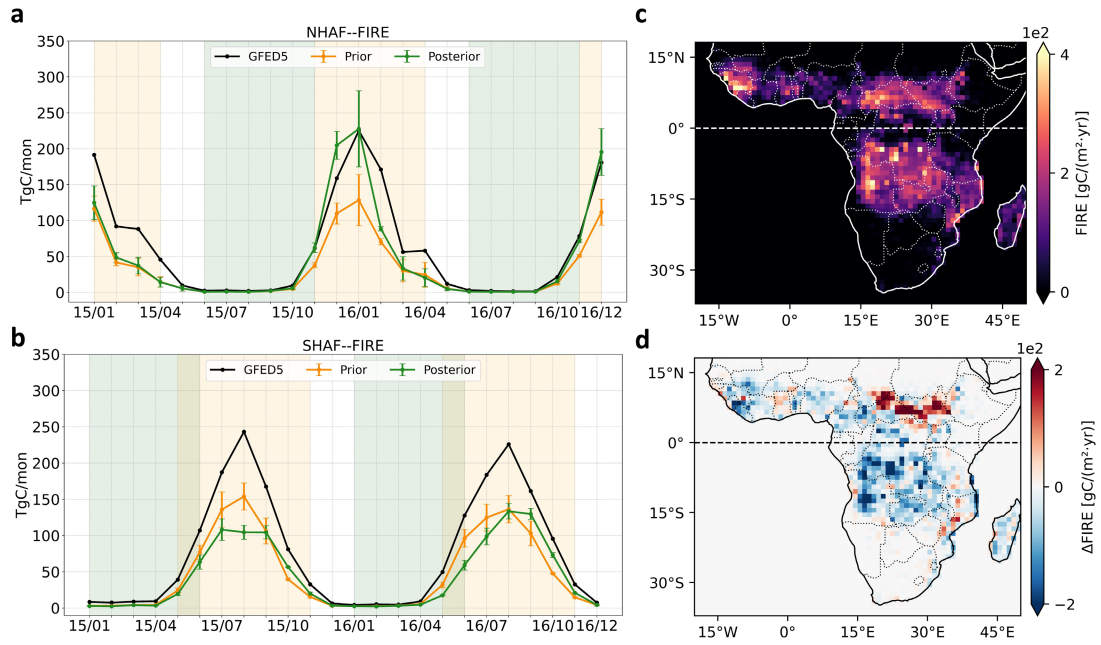 a
NHAF--FIRE
GFED5 Prior Posterior
TgC/mon
350
300
250
200
150
100
50
0
15/01 15/04 15/07 15/10 16/01 16/04 16/07 16/10 16/12
b
SHAF--FIRE
GFED5 Prior Posterior
TgC/mon
350
300
250
200
150
100
50
0
15/01 15/04 15/07 15/10 16/01 16/04 16/07 16/10 16/12
c
1e2
15°N
0°
15°S
30°S
15°W 0° 15°E 30°E 45°E
4
2
0
FIRE [gC/(m²·yr)]
d
1e2
15°N
0°
15°S
30°S
15°W 0° 15°E 30°E 45°E
2
0
−2
ΔFIRE [gC/(m²·yr)]